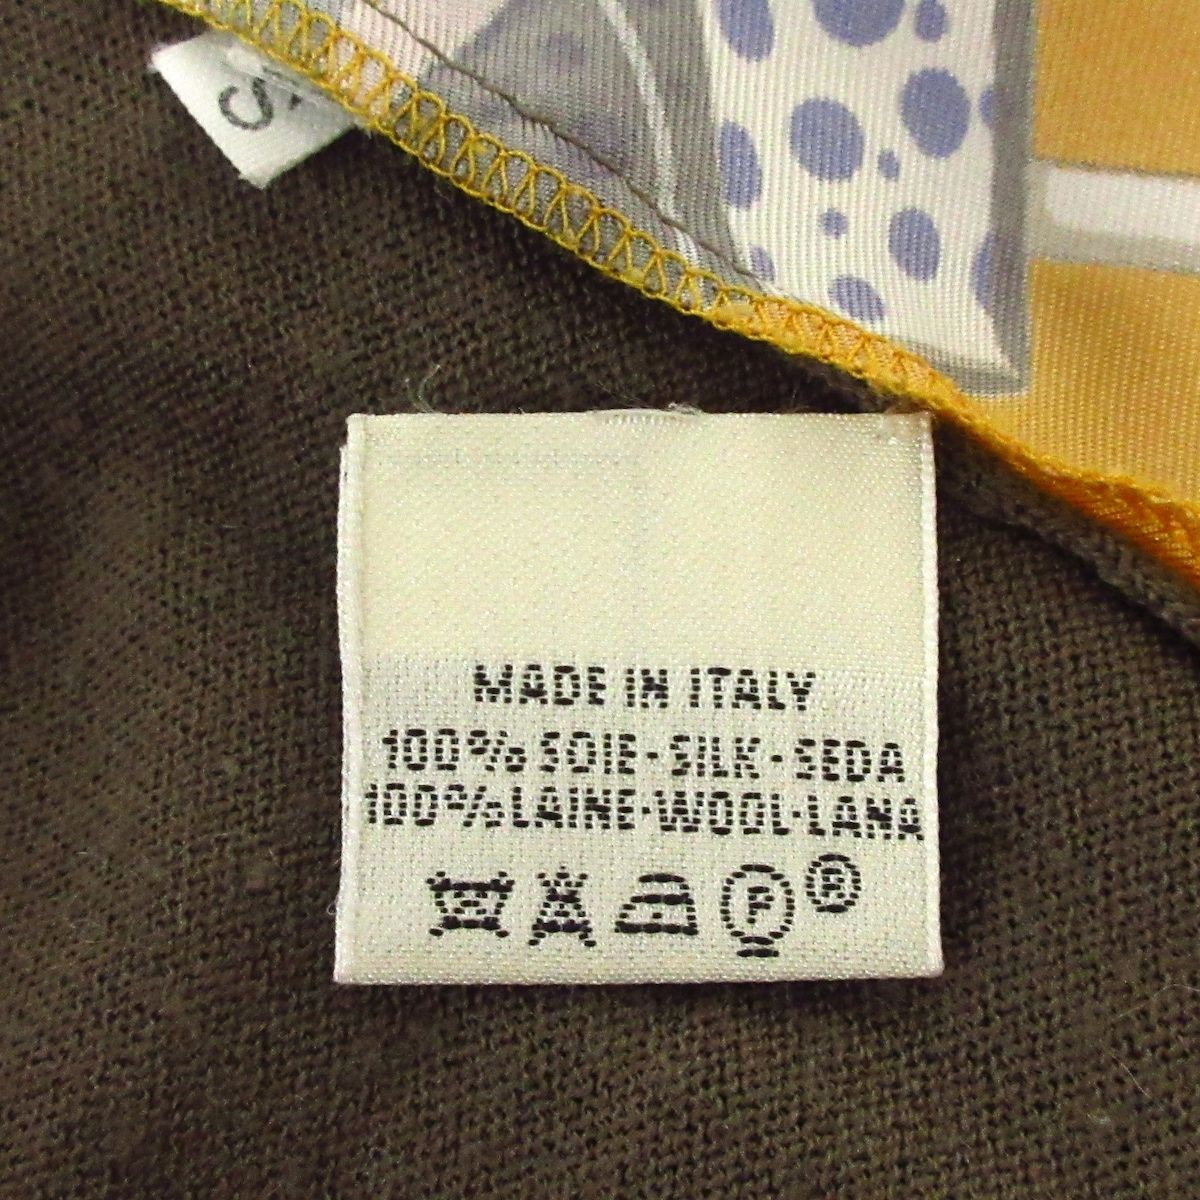 MADE IN ITALY
100% SOIE·SILK·SEDA
100% LAINE·WOOL·LANA
P ®